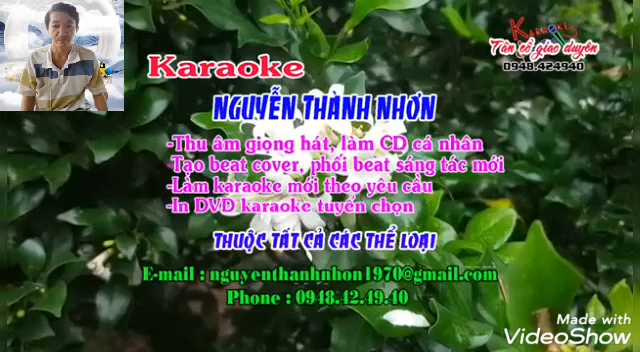 KARAOKE
Tân cổ giao duyên
0948.424940
Karaoke
NGUYỄN THÀNH NHƠN
-Thu âm giọng hát, làm CD cá nhân
-Tạo beat cover, phối beat sáng tác mới
-Làm karaoke mới theo yêu cầu
-In DVD karaoke tuyển chọn
THUỘC TẤT CẢ CÁC THỂ LOẠI
E-mail : nguyenthanhnhon1970@gmail.com
Phone : 0948.42.49.40
Made with
VideoShow